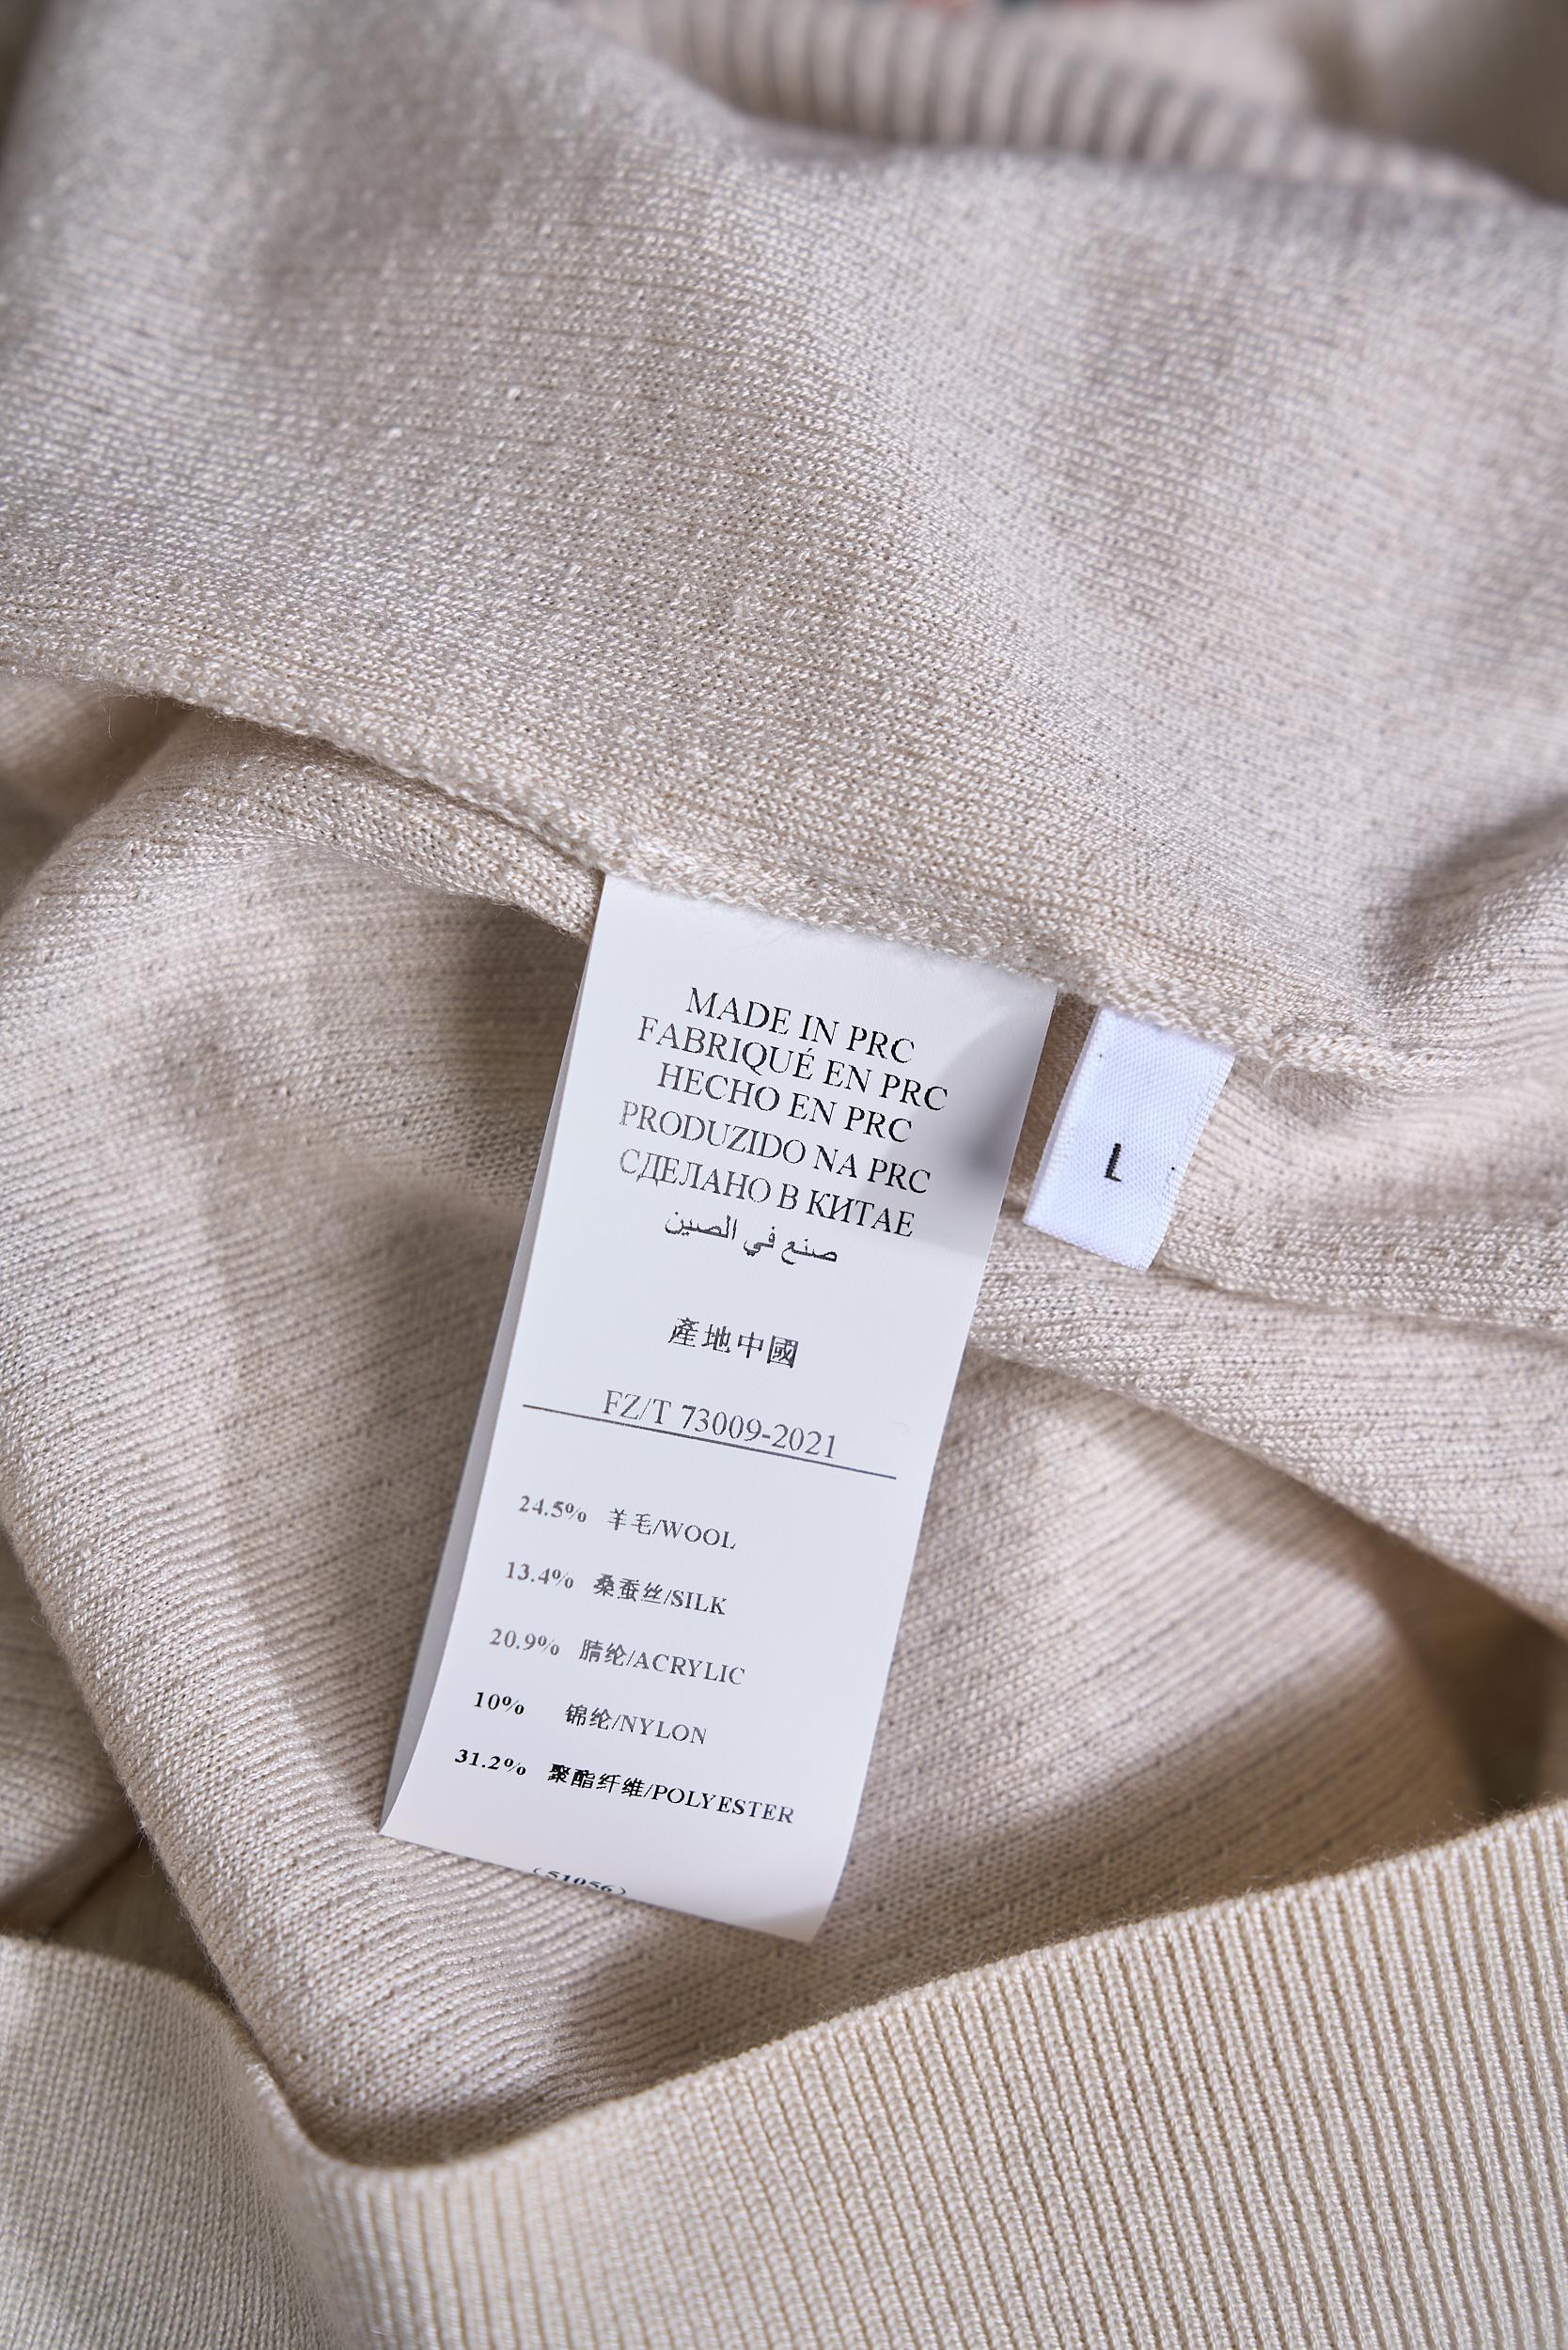 MADE IN PRC
FABRIQUÉ EN PRC
HECHO EN PRC
PRODUZIDO NA PRC
СДЕЛАНО В КИТАЕ
صنع في الصين
產地中國
FZ/T 73009-2021
24.5% 羊毛/WOOL
13.4% 桑蚕丝/SILK
20.9% 腈纶/ACRYLIC
10% 锦纶/NYLON
31.2% 聚酯纤维/POLYESTER
(51056)
L